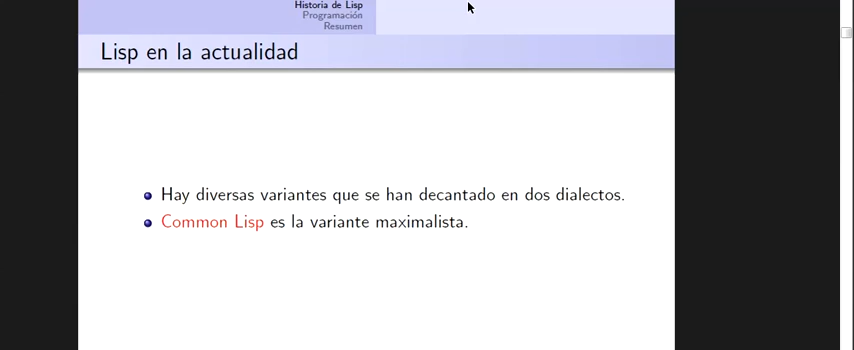 Historia de Lisp
Programación
Resumen
Lisp en la actualidad
Hay diversas variantes que se han decantado en dos dialectos.
Common Lisp es la variante maximalista.